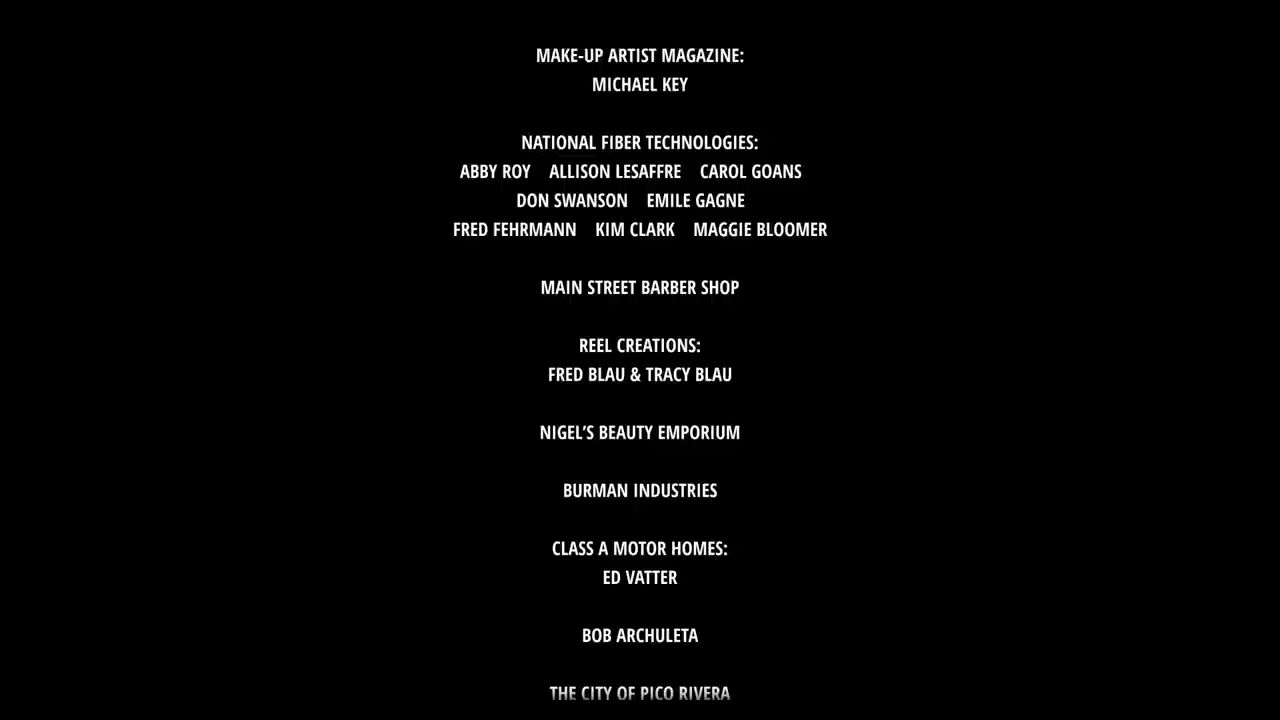 MAKE-UP ARTIST MAGAZINE:
MICHAEL KEY
NATIONAL FIBER TECHNOLOGIES:
ABBY ROY ALLISON LESAFFRE CAROL GOANS
DON SWANSON EMILE GAGNE
FRED FEHRMANN KIM CLARK MAGGIE BLOOMER
MAIN STREET BARBER SHOP
REEL CREATIONS:
FRED BLAU & TRACY BLAU
NIGEL’S BEAUTY EMPORIUM
BURMAN INDUSTRIES
CLASS A MOTOR HOMES:
ED VATTER
BOB ARCHULETA
THE CITY OF PICO RIVERA